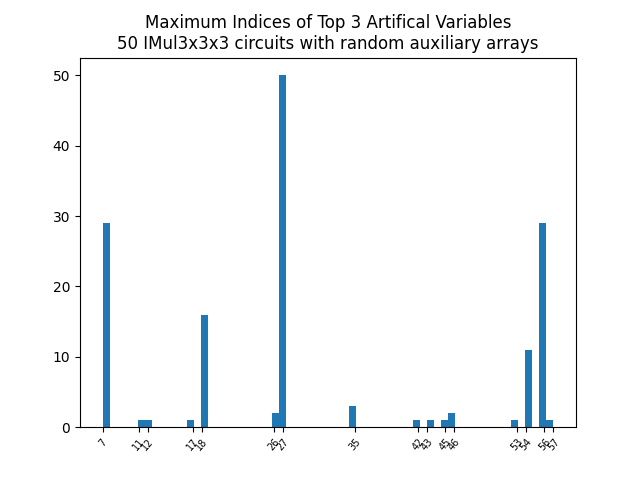 Maximum Indices of Top 3 Artifical Variables
50 IMul3x3x3 circuits with random auxiliary arrays
50
40
30
20
10
0
7 11 12 17 18 26 27 35 42 43 45 46 53 54 56 57